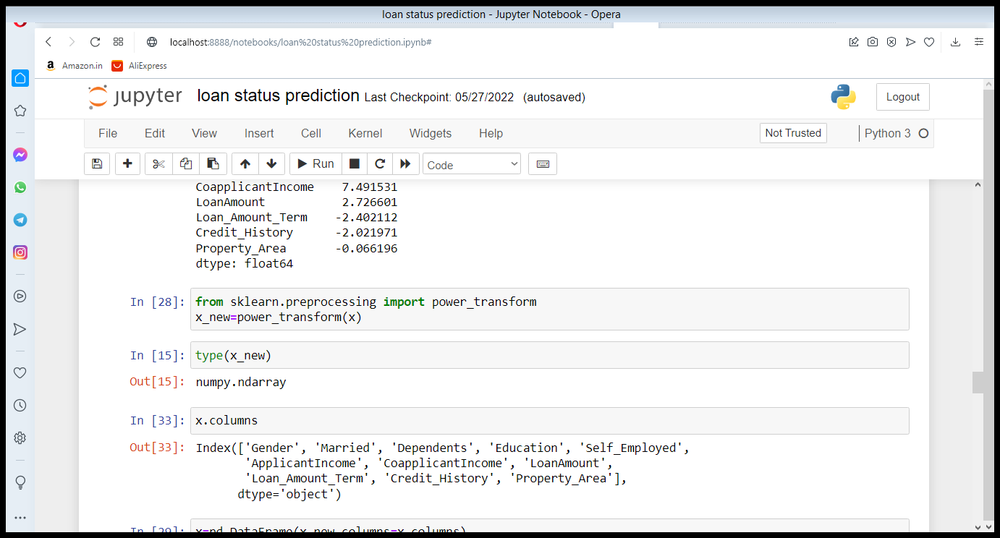 loan status prediction - Jupyter Notebook - Opera
localhost:8888/notebooks/loan%20status%20prediction.ipynb#
Amazon.in AliExpress
jupyter loan status prediction Last Checkpoint: 05/27/2022 (autosaved)
Logout
File Edit View Insert Cell Kernel Widgets Help
Not Trusted
Python 3
Run
Code
CoapplicantIncome 7.491531
LoanAmount 2.726601
Loan_Amount_Term -2.402112
Credit_History -2.021971
Property_Area -0.066196
dtype: float64
In [28]: from sklearn.preprocessing import power_transform
x_new=power_transform(x)
In [15]: type(x_new)
Out[15]: numpy.ndarray
In [33]: x.columns
Out[33]: Index(['Gender', 'Married', 'Dependents', 'Education', 'Self_Employed',
'ApplicantIncome', 'CoapplicantIncome', 'LoanAmount',
'Loan_Amount_Term', 'Credit_History', 'Property_Area'],
dtype='object')
In [29]: x=pd.DataFrame(x_new,columns=x.columns)